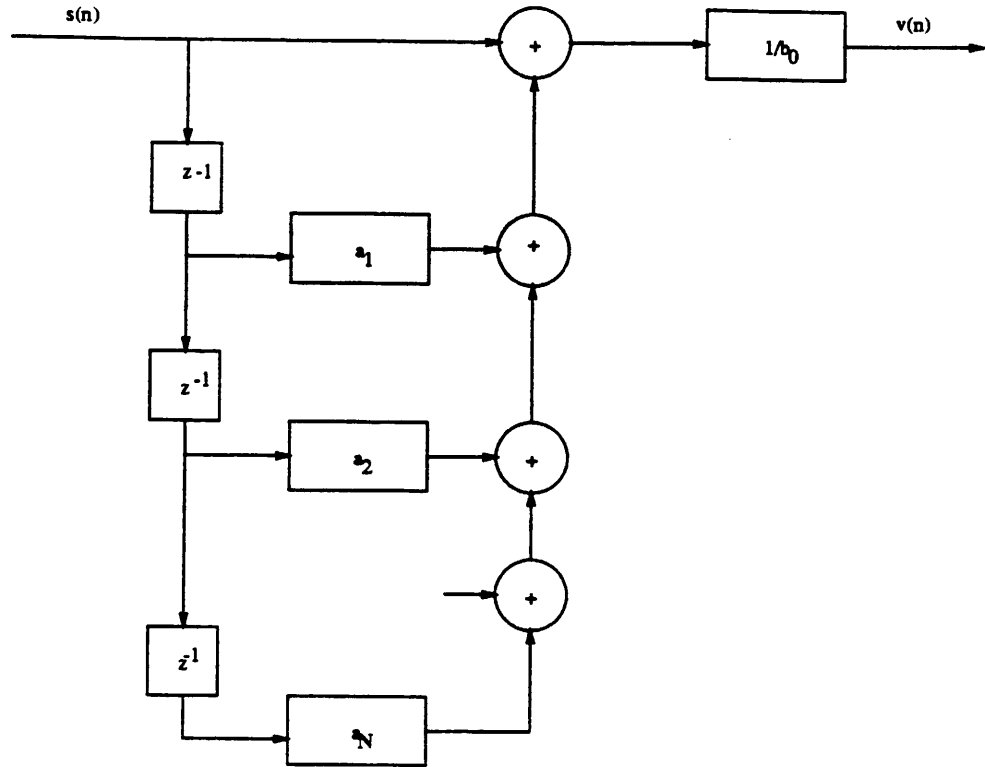 s(n)
v(n)
+
1/b0
z-1
a1
+
z-1
a2
+
+
z-1
aN